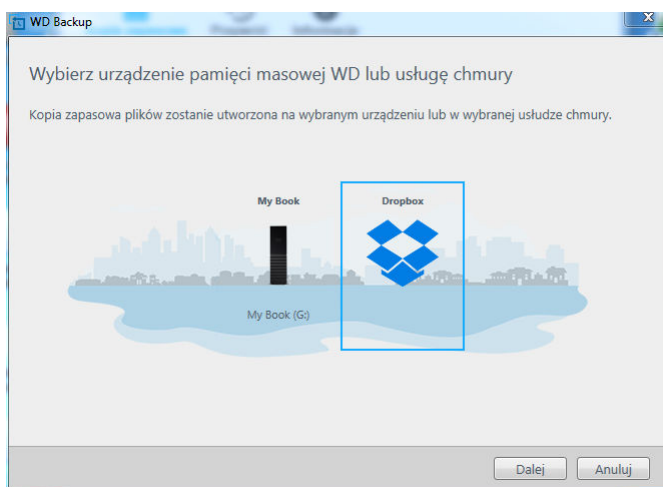 WD Backup
Wybierz urządzenie pamięci masowej WD lub usługę chmury
Kopia zapasowa plików zostanie utworzona na wybranym urządzeniu lub w wybranej usłudze chmury.
My Book Dropbox
My Book (G:)
Dalej Anuluj